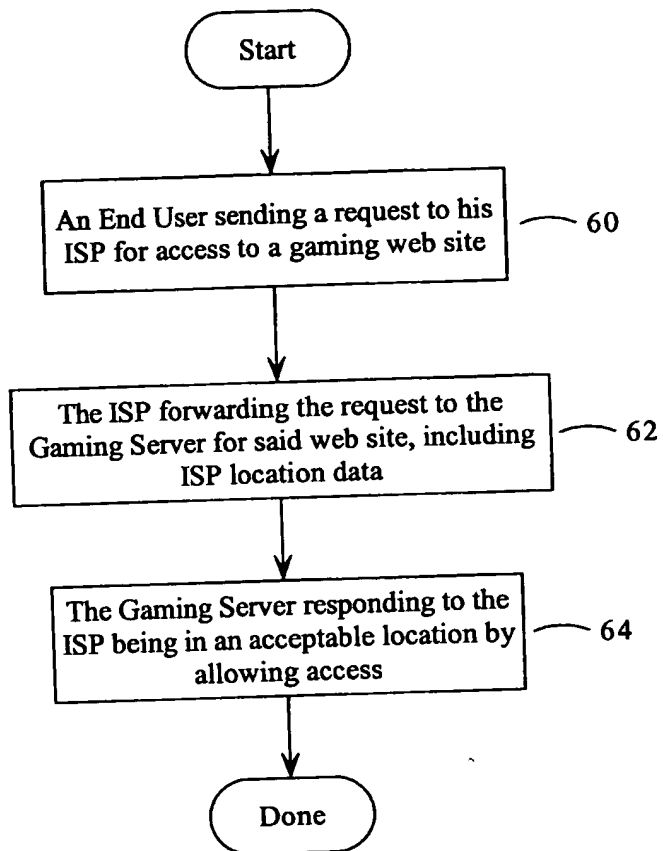 Start
An End User sending a request to his
ISP for access to a gaming web site
60
The ISP forwarding the request to the
Gaming Server for said web site, including
ISP location data
62
The Gaming Server responding to the
ISP being in an acceptable location by
allowing access
64
Done